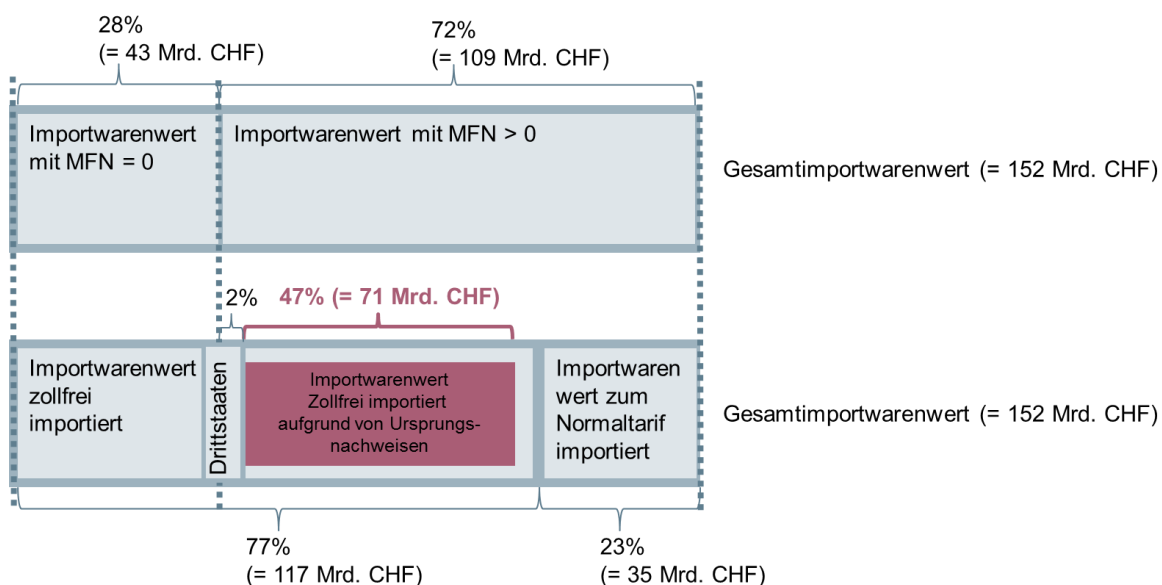 28%
(= 43 Mrd. CHF)
72%
(= 109 Mrd. CHF)
Importwarenwert
mit MFN = 0
Importwarenwert mit MFN > 0
Gesamtimportwarenwert (= 152 Mrd. CHF)
2%
47% (= 71 Mrd. CHF)
Importwarenwert
zollfrei
importiert
Drittstaaten
Importwarenwert
Zollfrei importiert
aufgrund von Ursprungs-
nachweisen
Importwaren
wert zum
Normaltarif
importiert
Gesamtimportwarenwert (= 152 Mrd. CHF)
77%
(= 117 Mrd. CHF)
23%
(= 35 Mrd. CHF)